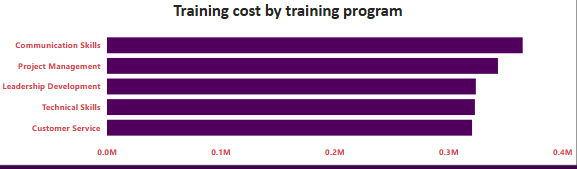 Training cost by training program
Communication Skills
Project Management
Leadership Development
Technical Skills
Customer Service
0.0M 0.1M 0.2M 0.3M 0.4M